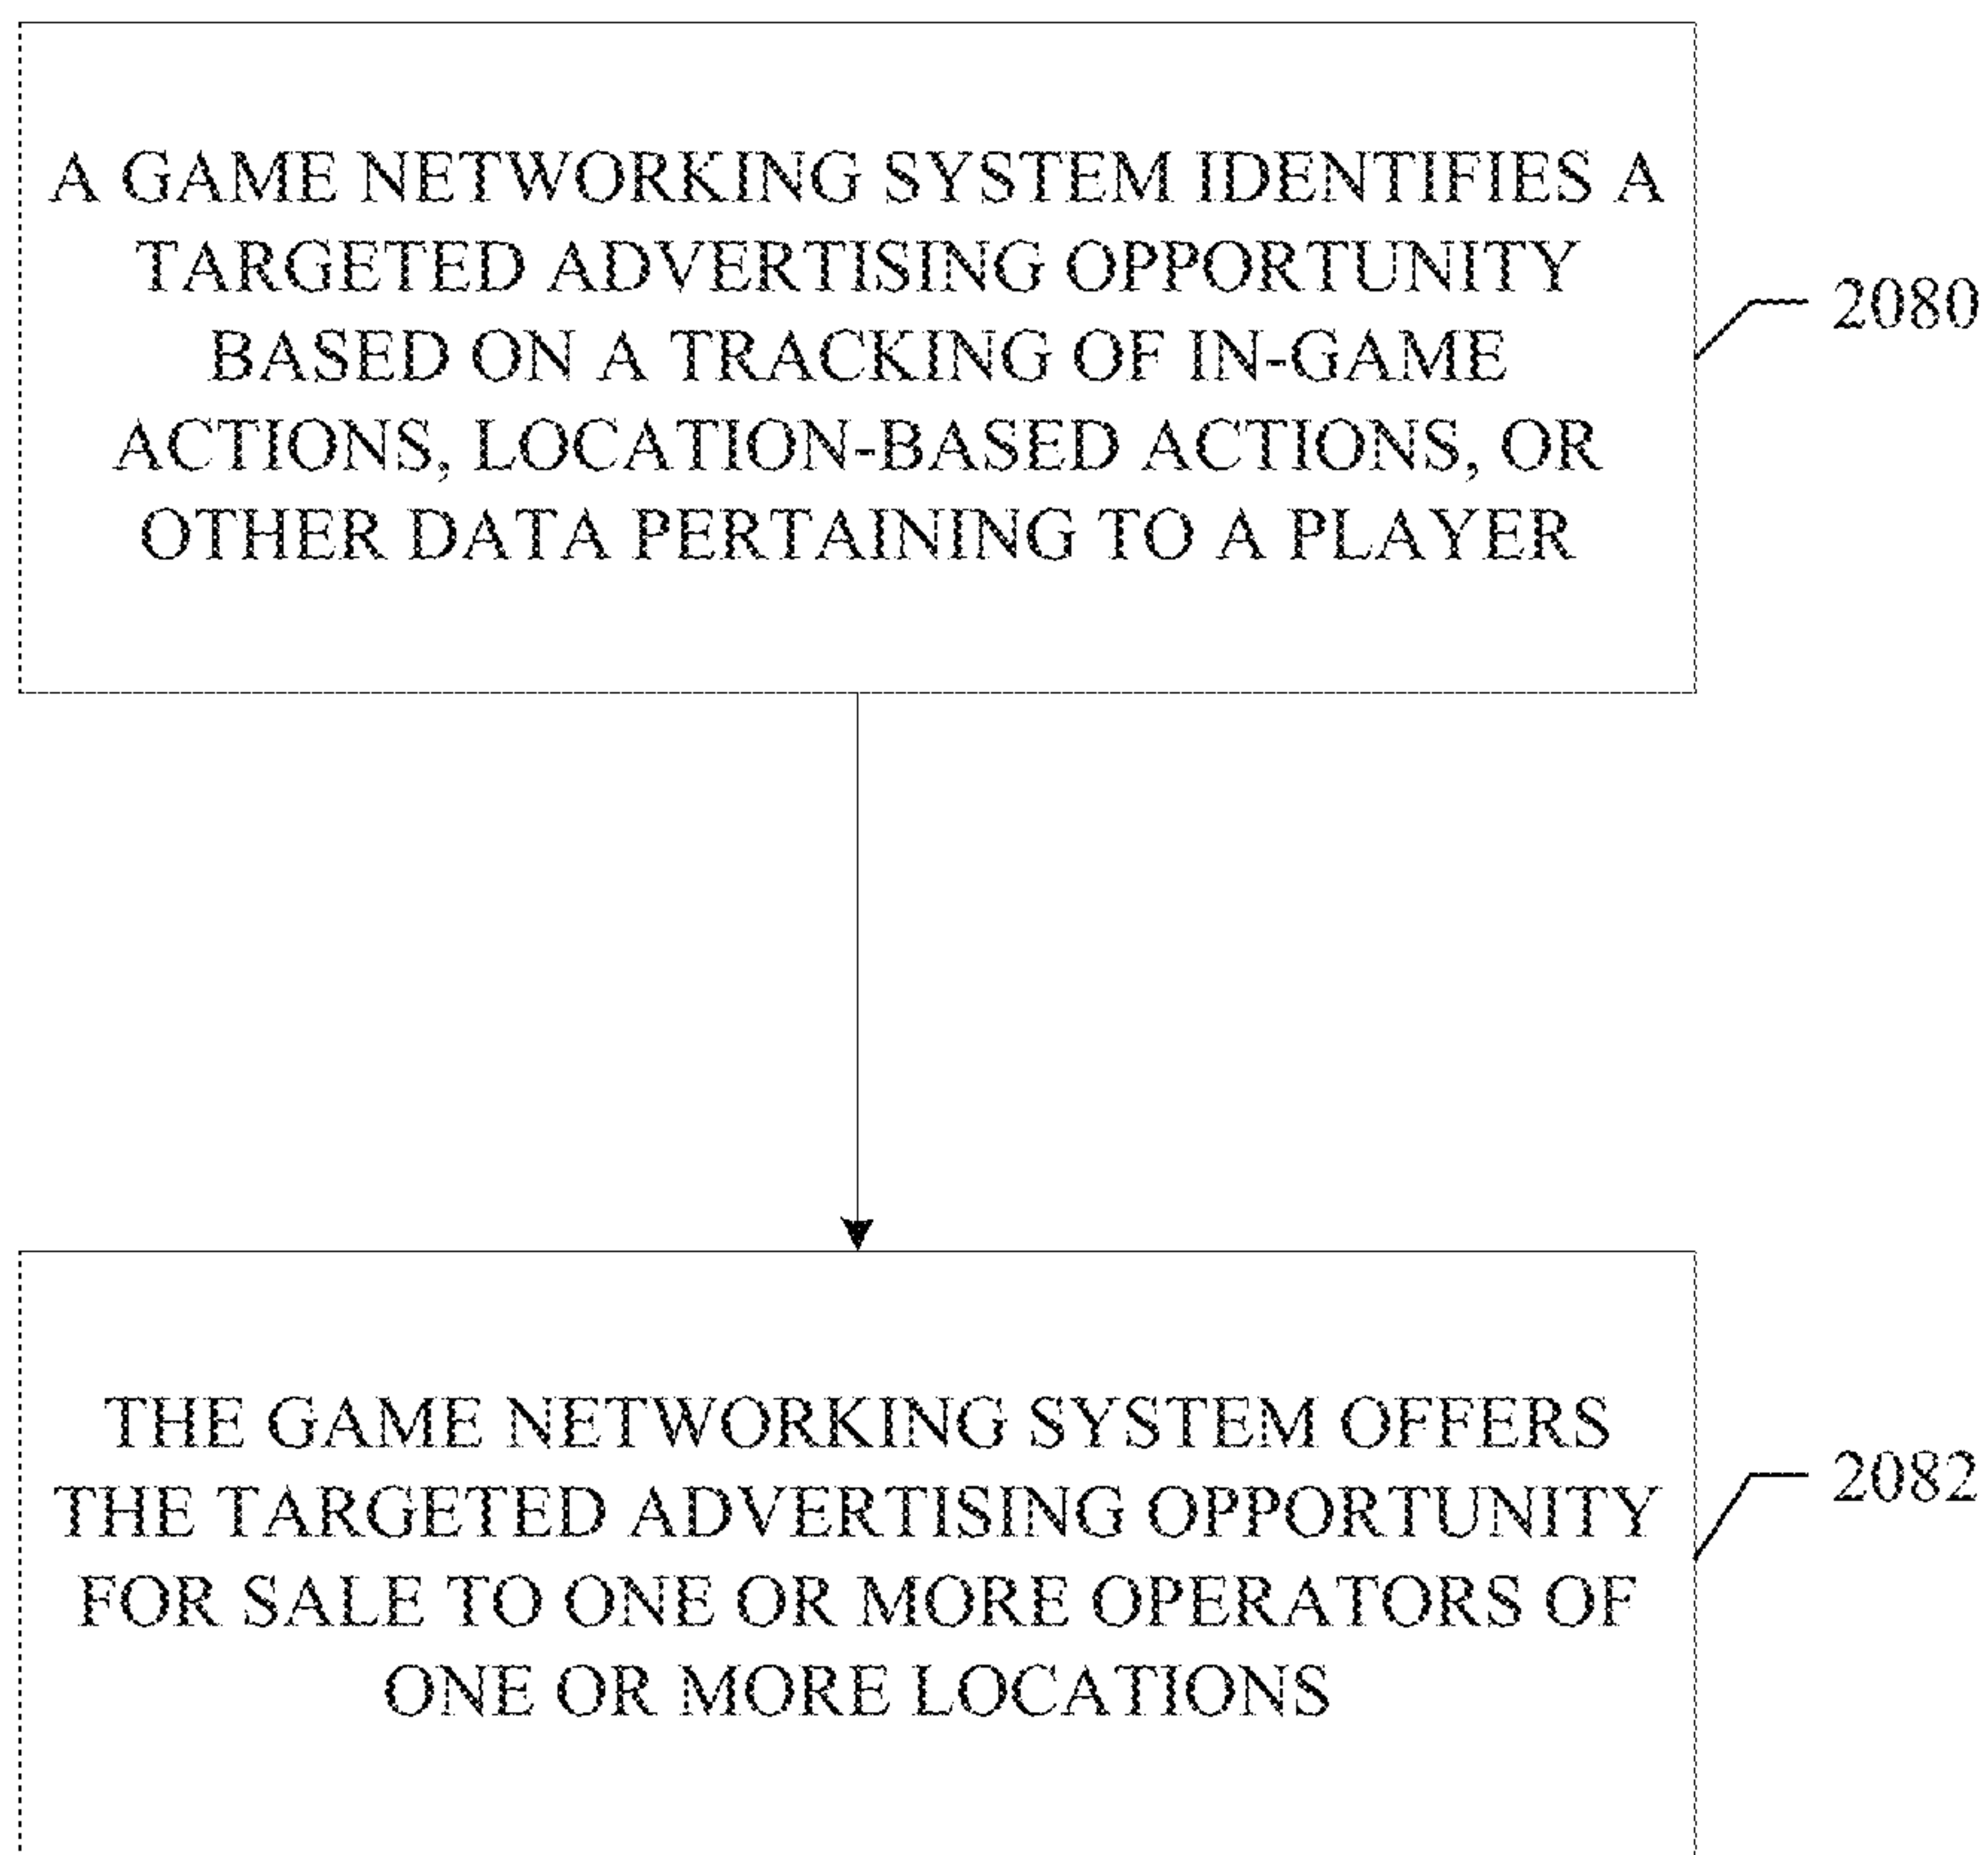 A GAME NETWORKING SYSTEM IDENTIFIES A
TARGETED ADVERTISING OPPORTUNITY
BASED ON A TRACKING OF IN-GAME
ACTIONS, LOCATION-BASED ACTIONS, OR
OTHER DATA PERTAINING TO A PLAYER
2080
THE GAME NETWORKING SYSTEM OFFERS
THE TARGETED ADVERTISING OPPORTUNITY
FOR SALE TO ONE OR MORE OPERATORS OF
ONE OR MORE LOCATIONS
2082